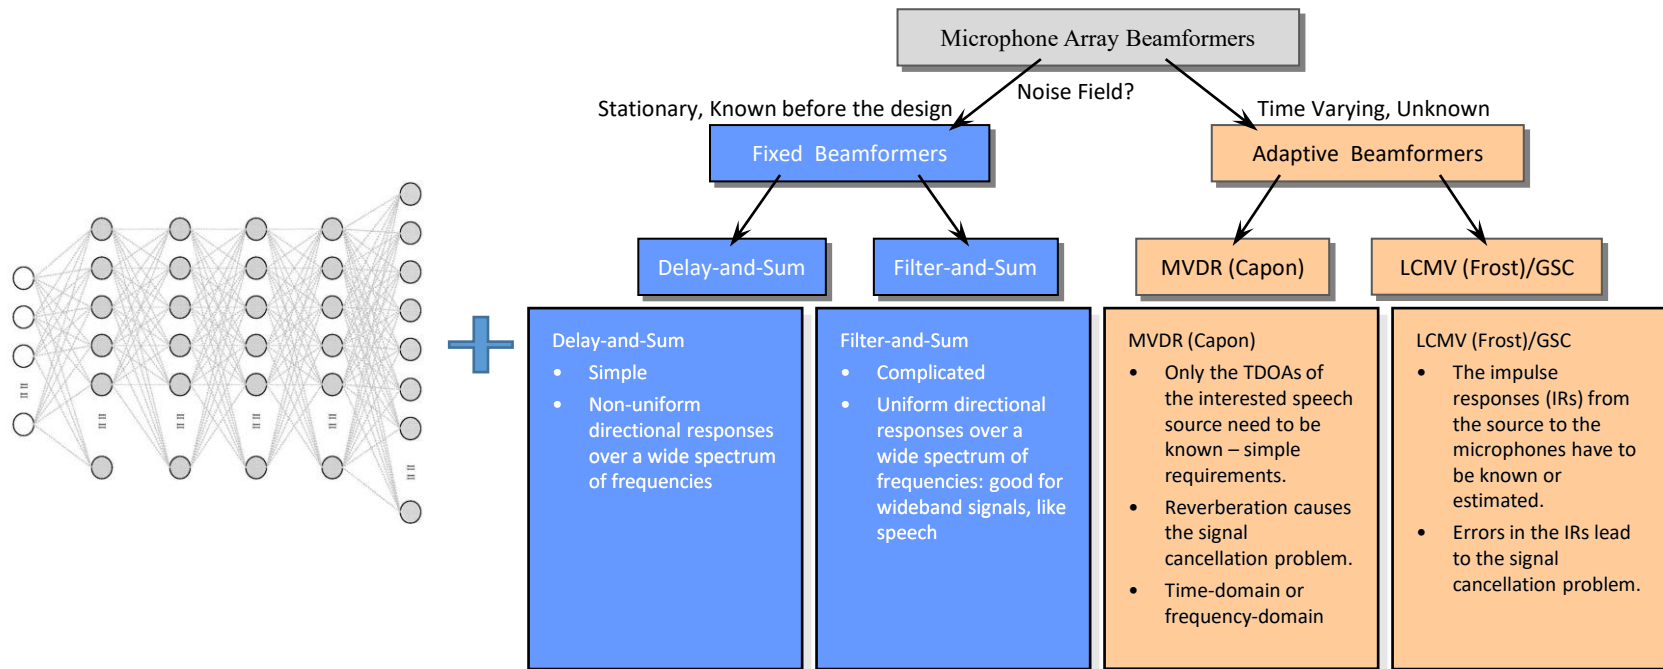 Microphone Array Beamformers
Noise Field?
Stationary, Known before the design
Time Varying, Unknown
Fixed Beamformers
Adaptive Beamformers
Delay-and-Sum
Filter-and-Sum
MVDR (Capon)
LCMV (Frost)/GSC
Delay-and-Sum
• Simple
• Non-uniform
directional responses
over a wide spectrum
of frequencies
Filter-and-Sum
• Complicated
• Uniform directional
responses over a
wide spectrum of
frequencies: good for
wideband signals, like
speech
MVDR (Capon)
• Only the TDOAs of
the interested speech
source need to be
known – simple
requirements.
• Reverberation causes
the signal
cancellation problem.
• Time-domain or
frequency-domain
LCMV (Frost)/GSC
• The impulse
responses (IRs) from
the source to the
microphones have to
be known or
estimated.
• Errors in the IRs lead
to the signal
cancellation problem.